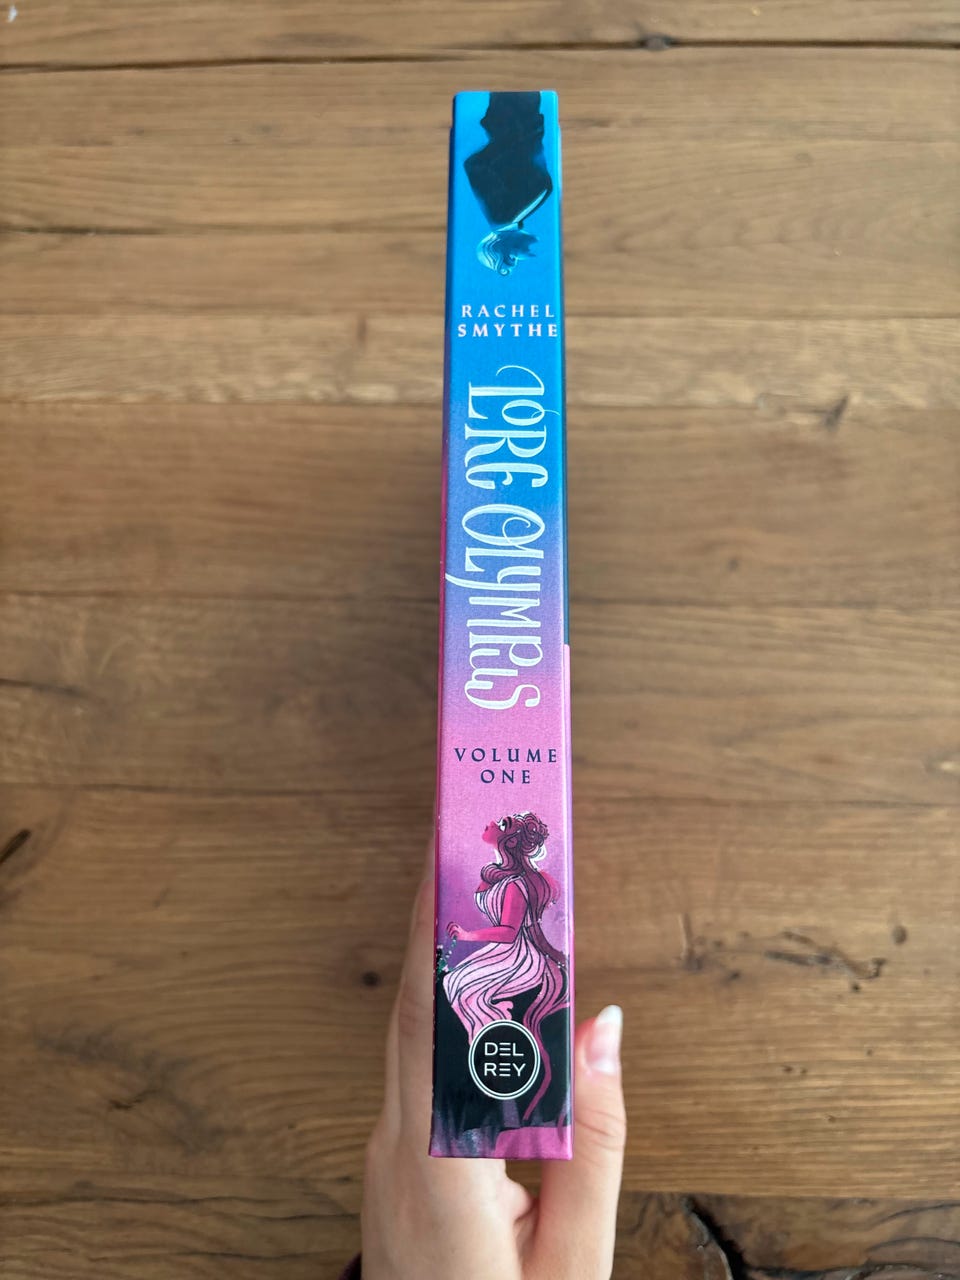 RACHEL
SMYTHE
LORE OLYMPUS
VOLUME
ONE
DEL
REY